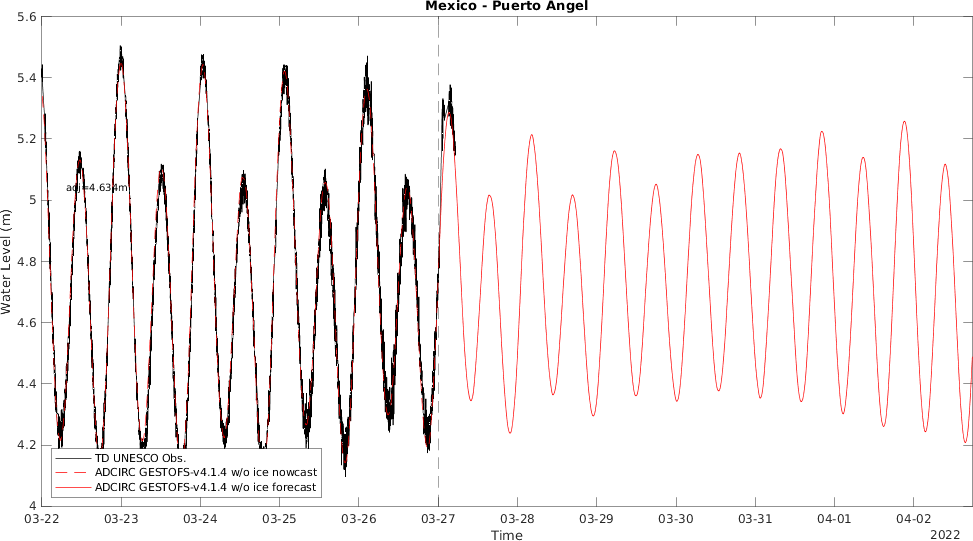 Mexico - Puerto Angel
5.6
5.4
5.2
5
4.8
4.6
4.4
4.2
4
Water Level (m)
adj=4.634m
TD UNESCO Obs.
ADCIRC GESTOFS-v4.1.4 w/o ice nowcast
ADCIRC GESTOFS-v4.1.4 w/o ice forecast
03-22 03-23 03-24 03-25 03-26 03-27 03-28 03-29 03-30 03-31 04-01 04-02
Time
2022